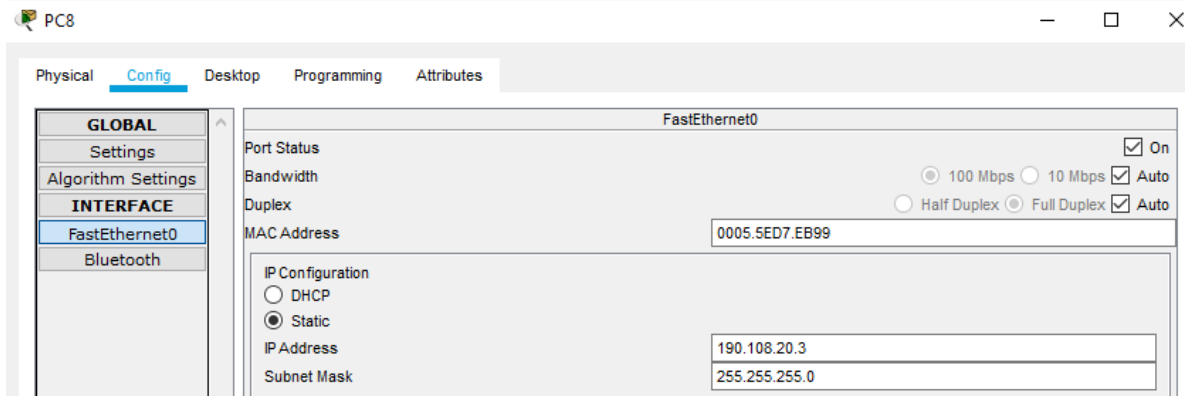 PC8
Physical Config Desktop Programming Attributes
GLOBAL
Settings
Algorithm Settings
INTERFACE
FastEthernet0
Bluetooth
FastEthernet0
Port Status On
Bandwidth 100 Mbps 10 Mbps Auto
Duplex Half Duplex Full Duplex Auto
MAC Address 0005.5ED7.EB99
IP Configuration
DHCP
Static
IP Address 190.108.20.3
Subnet Mask 255.255.255.0